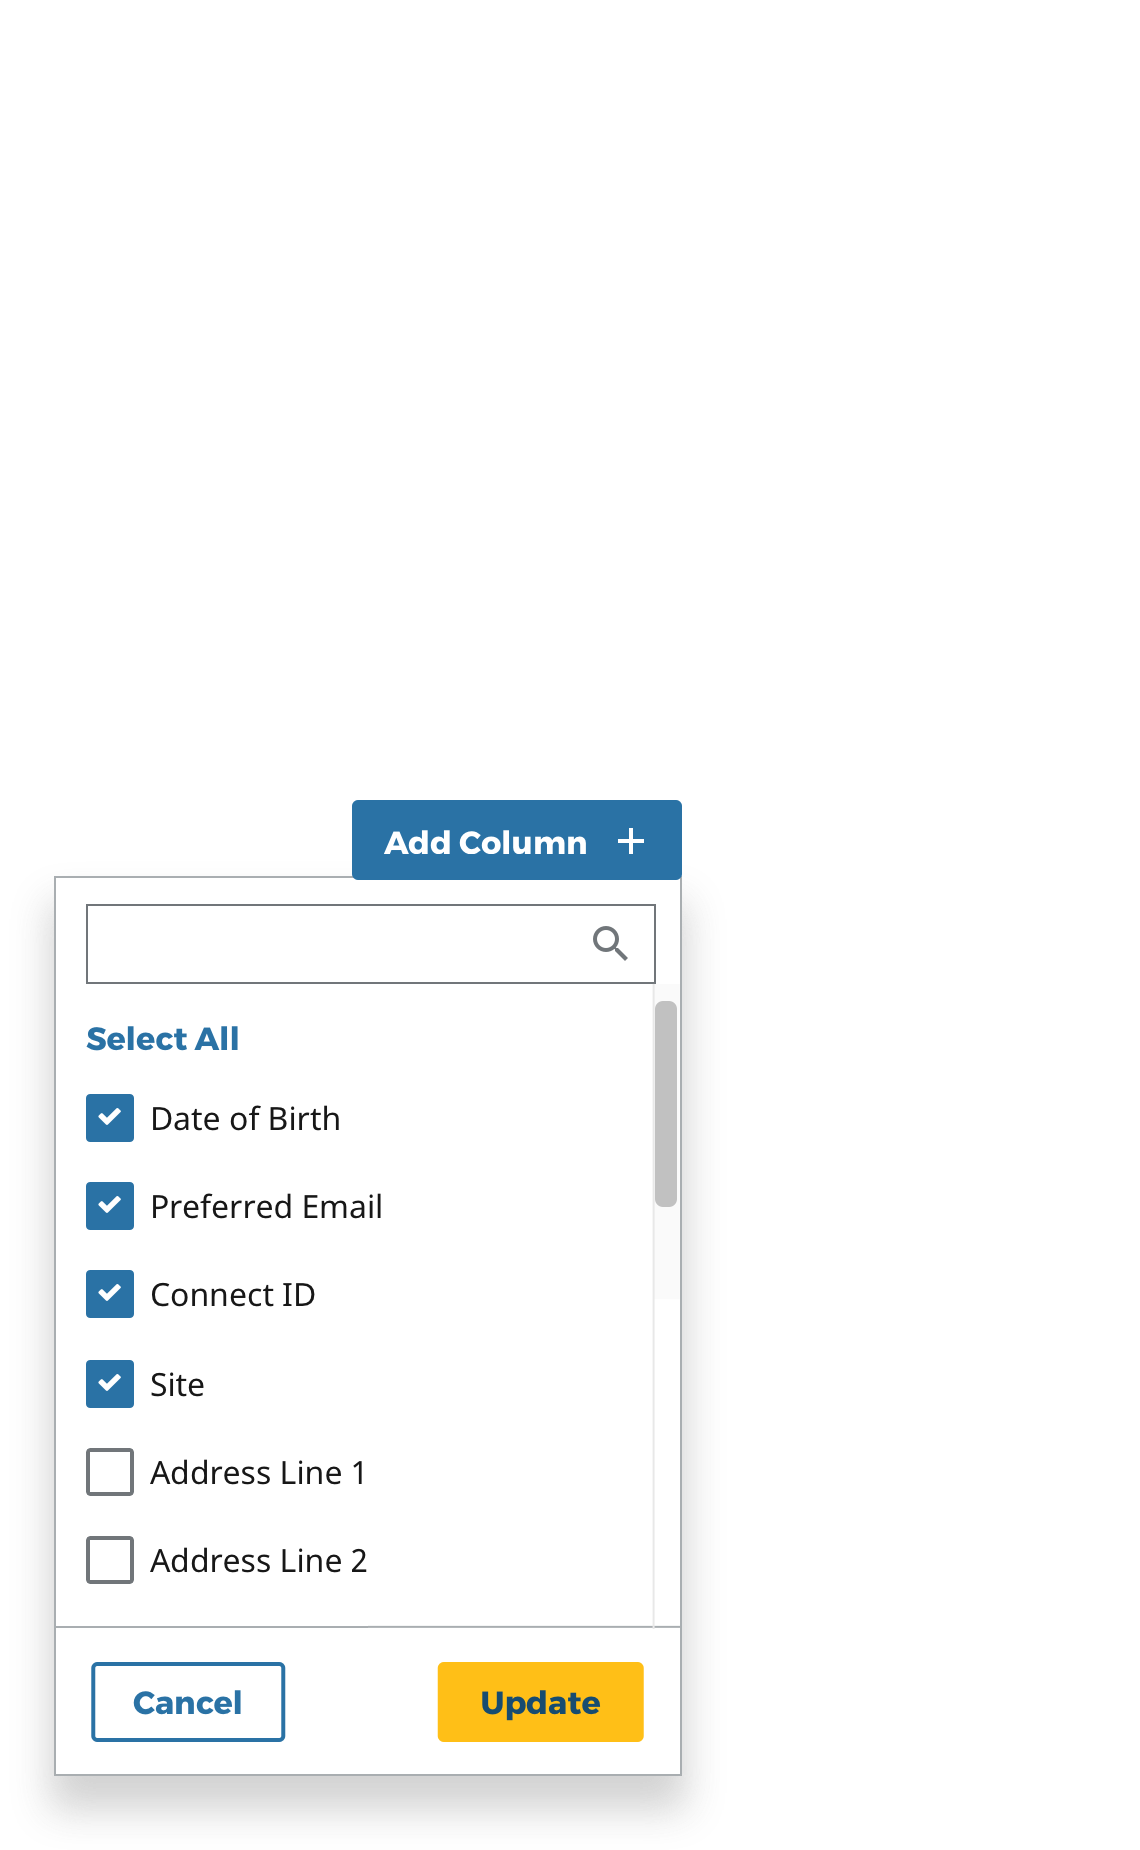 Add Column
Select All
Date of Birth
Preferred Email
Connect ID
Site
Address Line 1
Address Line 2
Cancel
Update